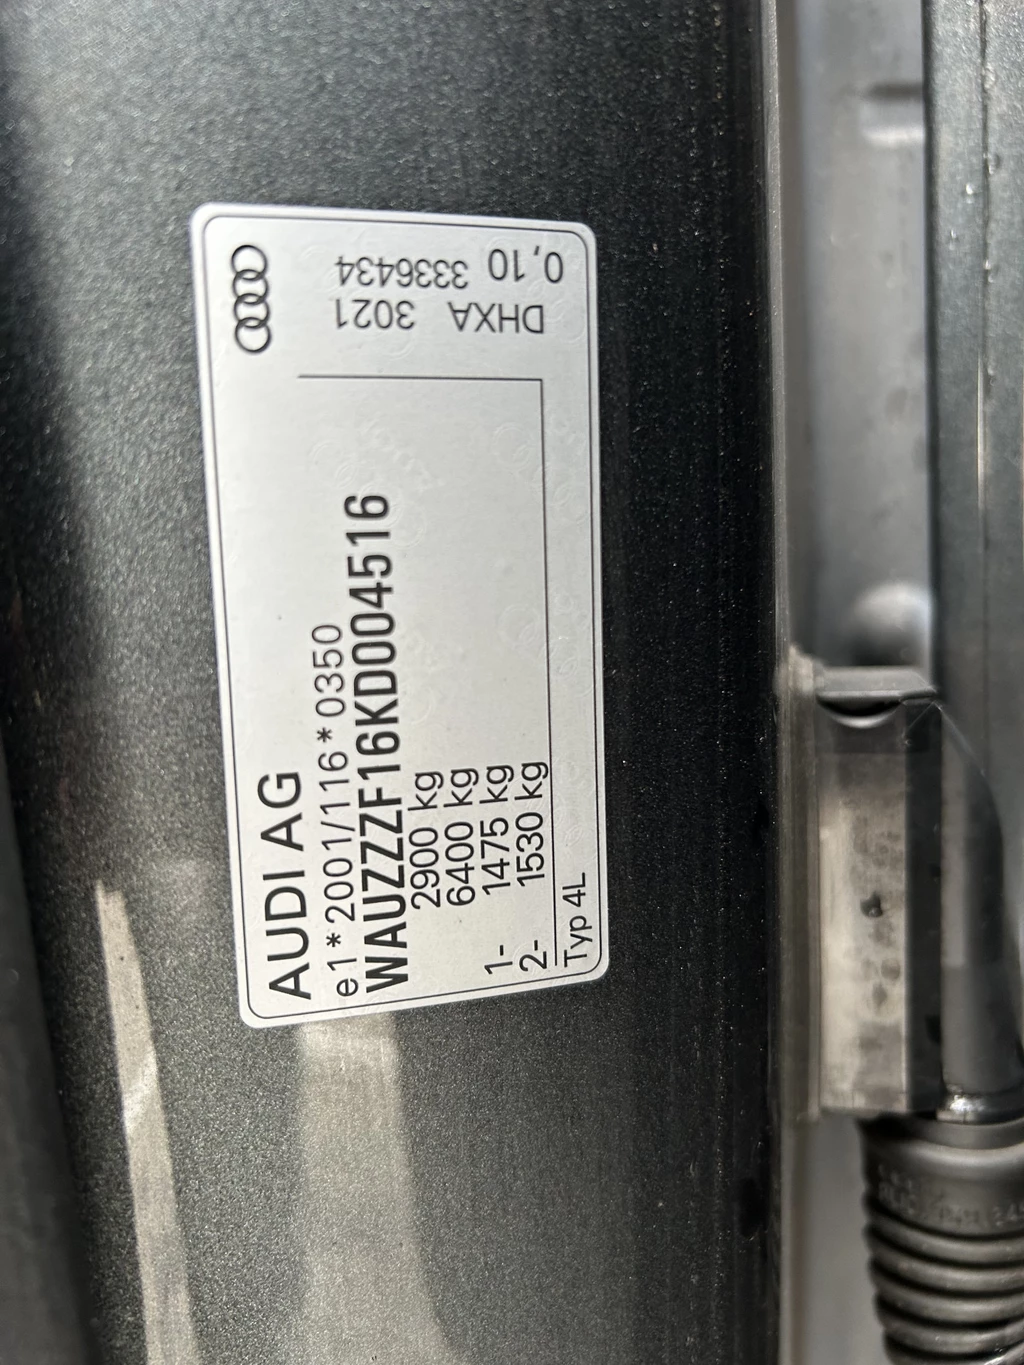 AUDI AG
e1*2001/116*0350
WAUZZZF16KD004516
2900 kg
6400 kg
1- 1475 kg
2- 1530 kg
Typ 4L
DHXA 3021
0,10 3336434